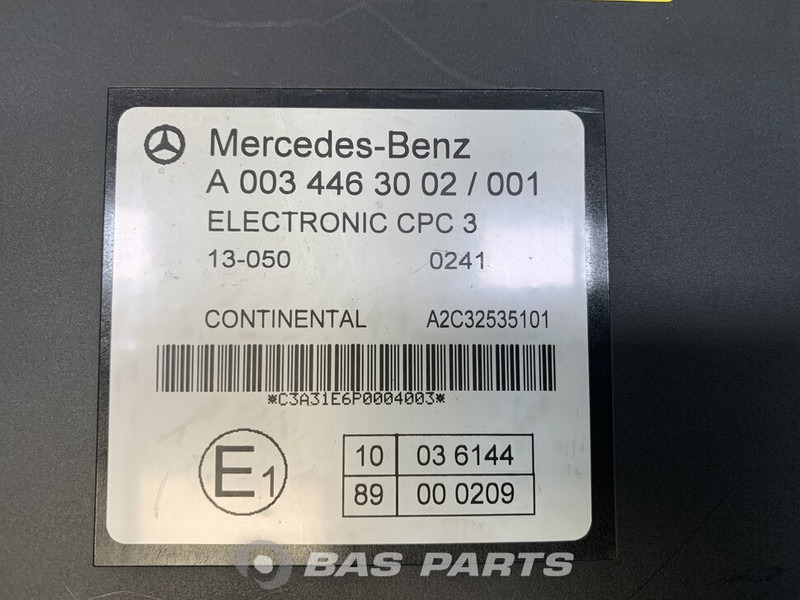 Mercedes-Benz
A 003 446 30 02 / 001
ELECTRONIC CPC 3
13-050 0241
CONTINENTAL A2C32535101
*C3A31E6P0004003*
E1
10 03 6144
89 00 0209
BAS PARTS